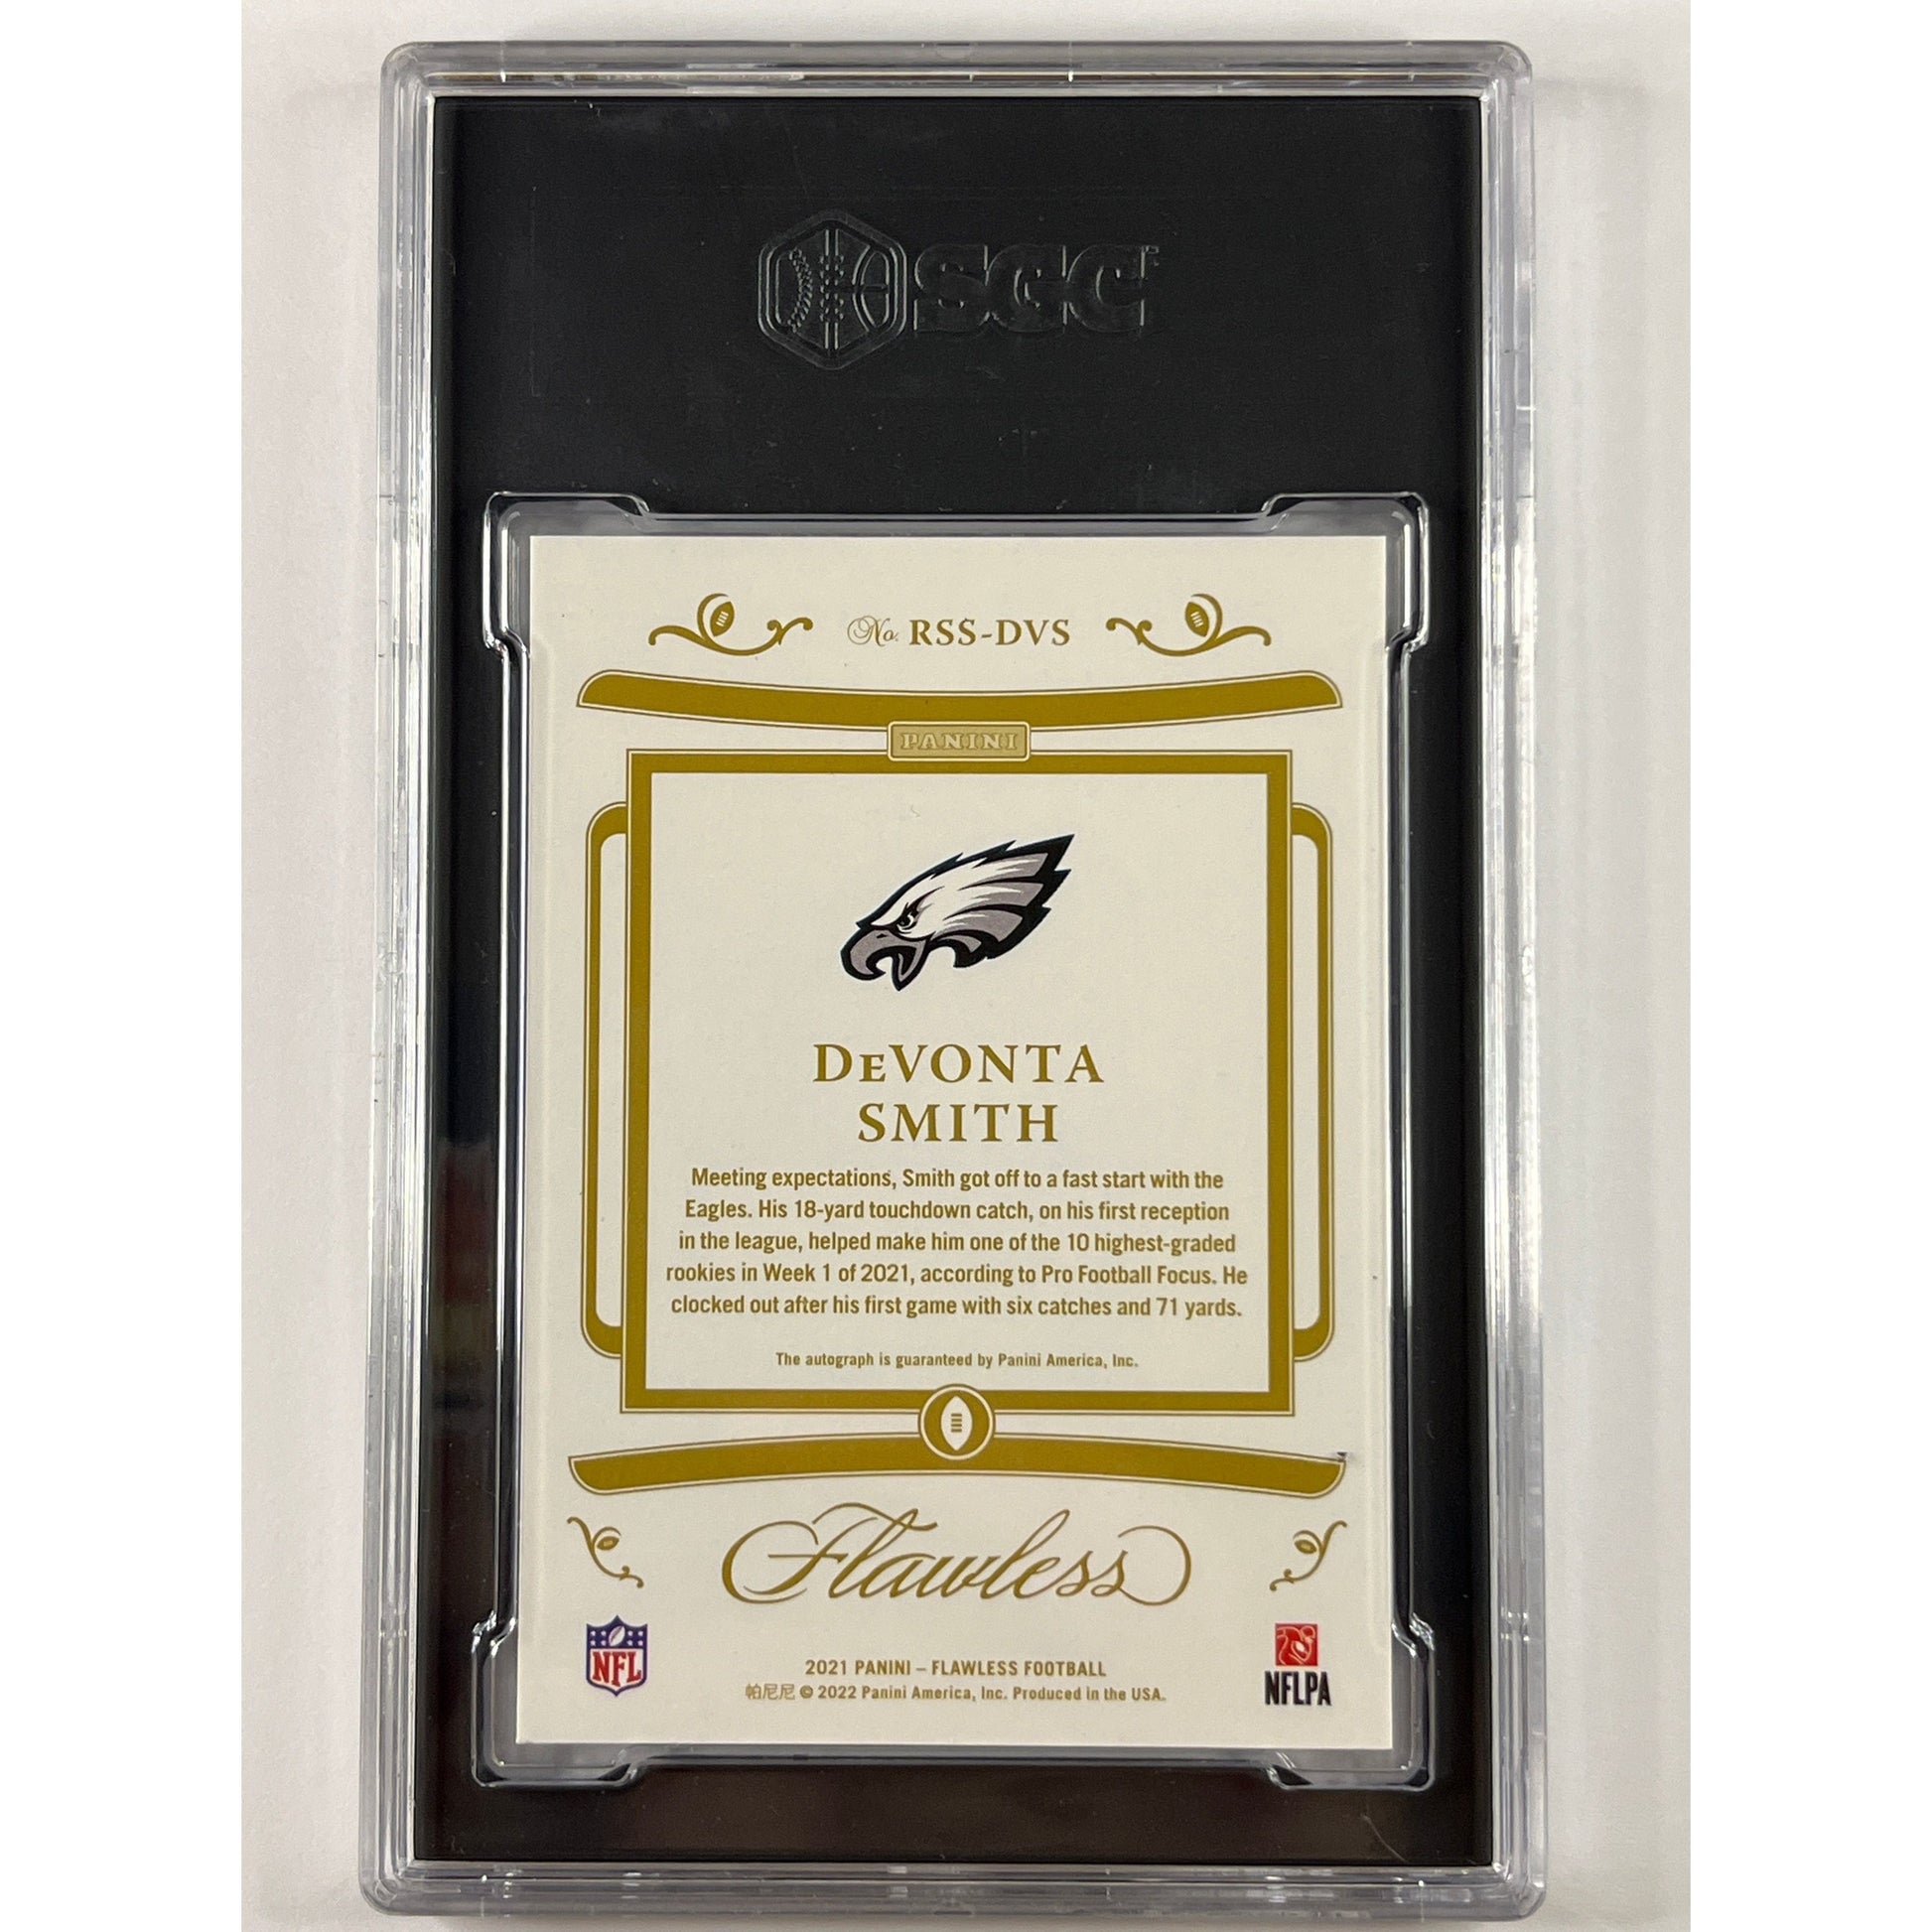 SGC
No. RSS-DVS
PANINI
DeVONTA
SMITH
Meeting expectations, Smith got off to a fast start with the
Eagles. His 18-yard touchdown catch, on his first reception
in the league, helped make him one of the 10 highest-graded
rookies in Week 1 of 2021, according to Pro Football Focus. He
clocked out after his first game with six catches and 71 yards.
The autograph is guaranteed by Panini America, Inc.
Flawless
NFL
2021 PANINI – FLAWLESS FOOTBALL
帕尼尼 © 2022 Panini America, Inc. Produced in the USA.
NFLPA